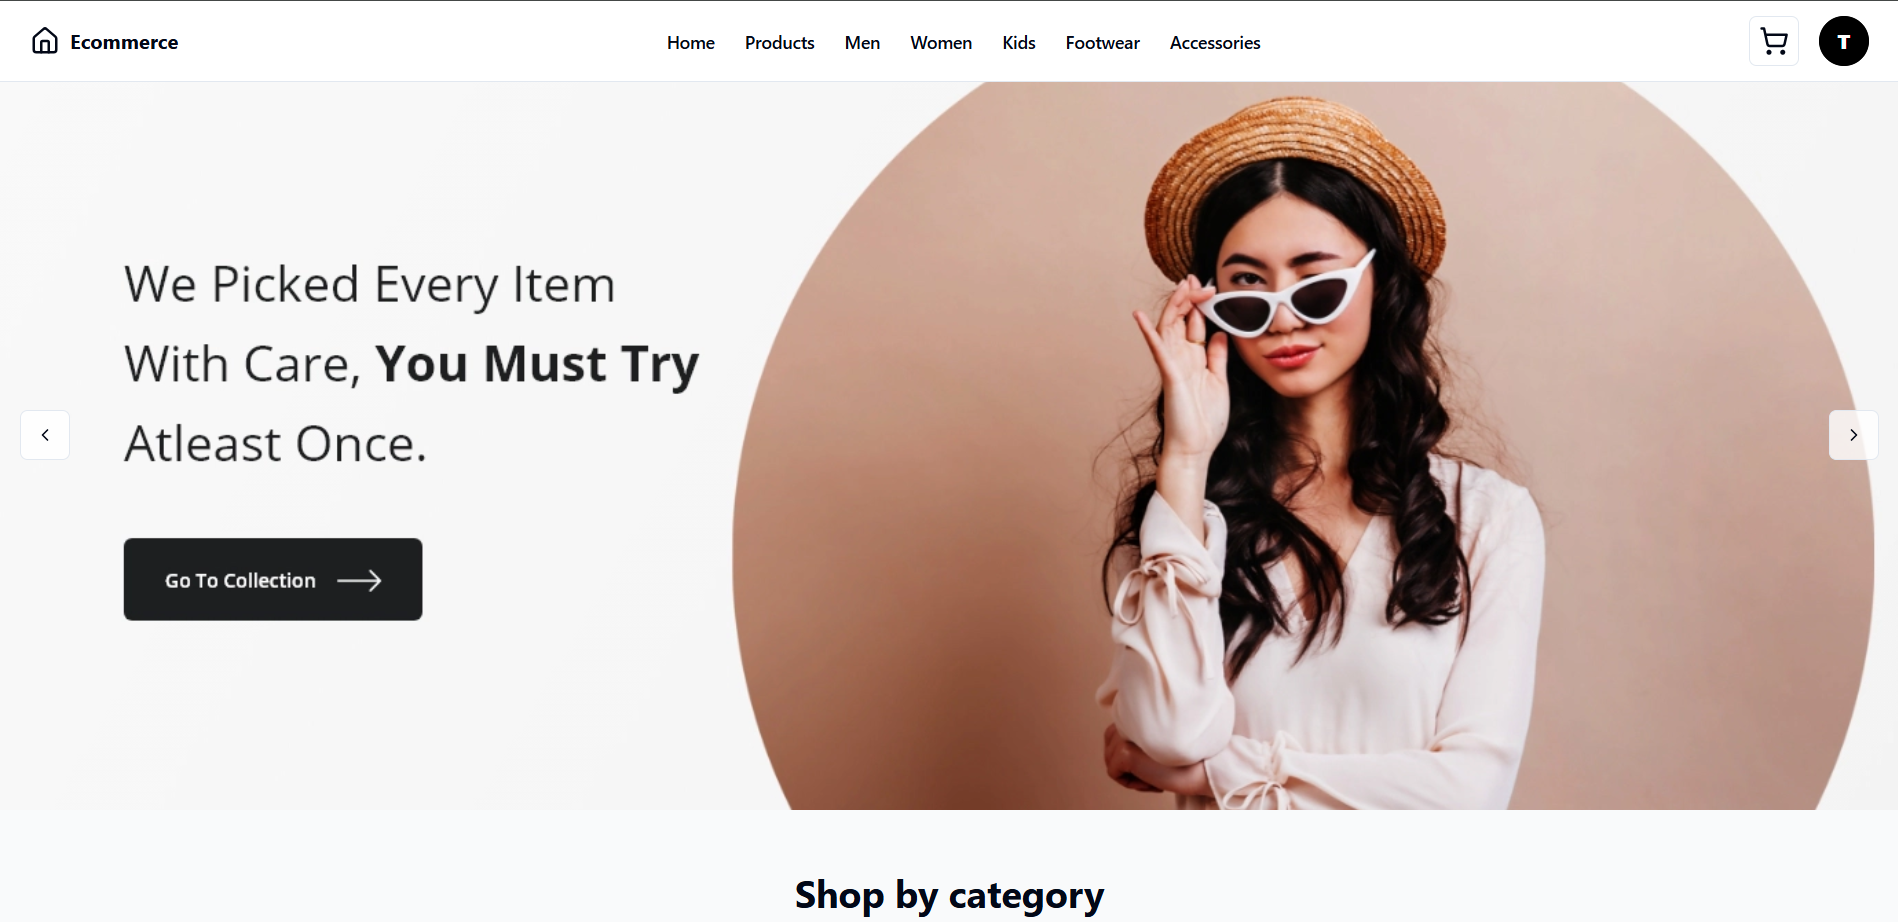 Ecommerce
Home Products Men Women Kids Footwear Accessories
T
We Picked Every Item
With Care, You Must Try
Atleast Once.
Go To Collection
Shop by category